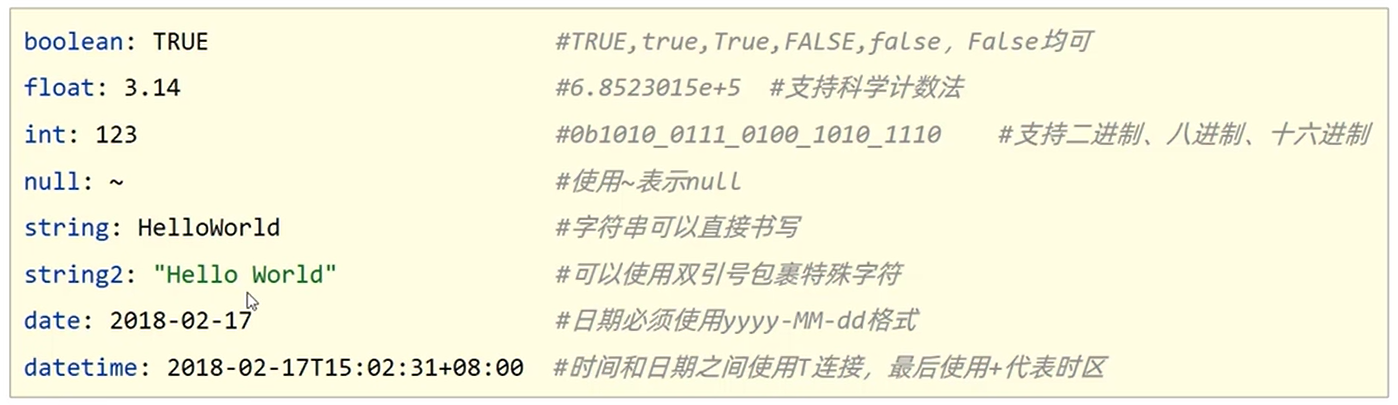 boolean: TRUE #TRUE,true,True,FALSE,false, False均可
float: 3.14 #6.8523015e+5 #支持科学计数法
int: 123 #0b1010_0111_0100_1010_1110 #支持二进制、八进制、十六进制
null: ~ #使用~表示null
string: HelloWorld #字符串可以直接书写
string2: "Hello World" #可以使用双引号包裹特殊字符
date: 2018-02-17 #日期必须使用yyyy-MM-dd格式
datetime: 2018-02-17T15:02:31+08:00 #时间和日期之间使用T连接，最后使用+代表时区